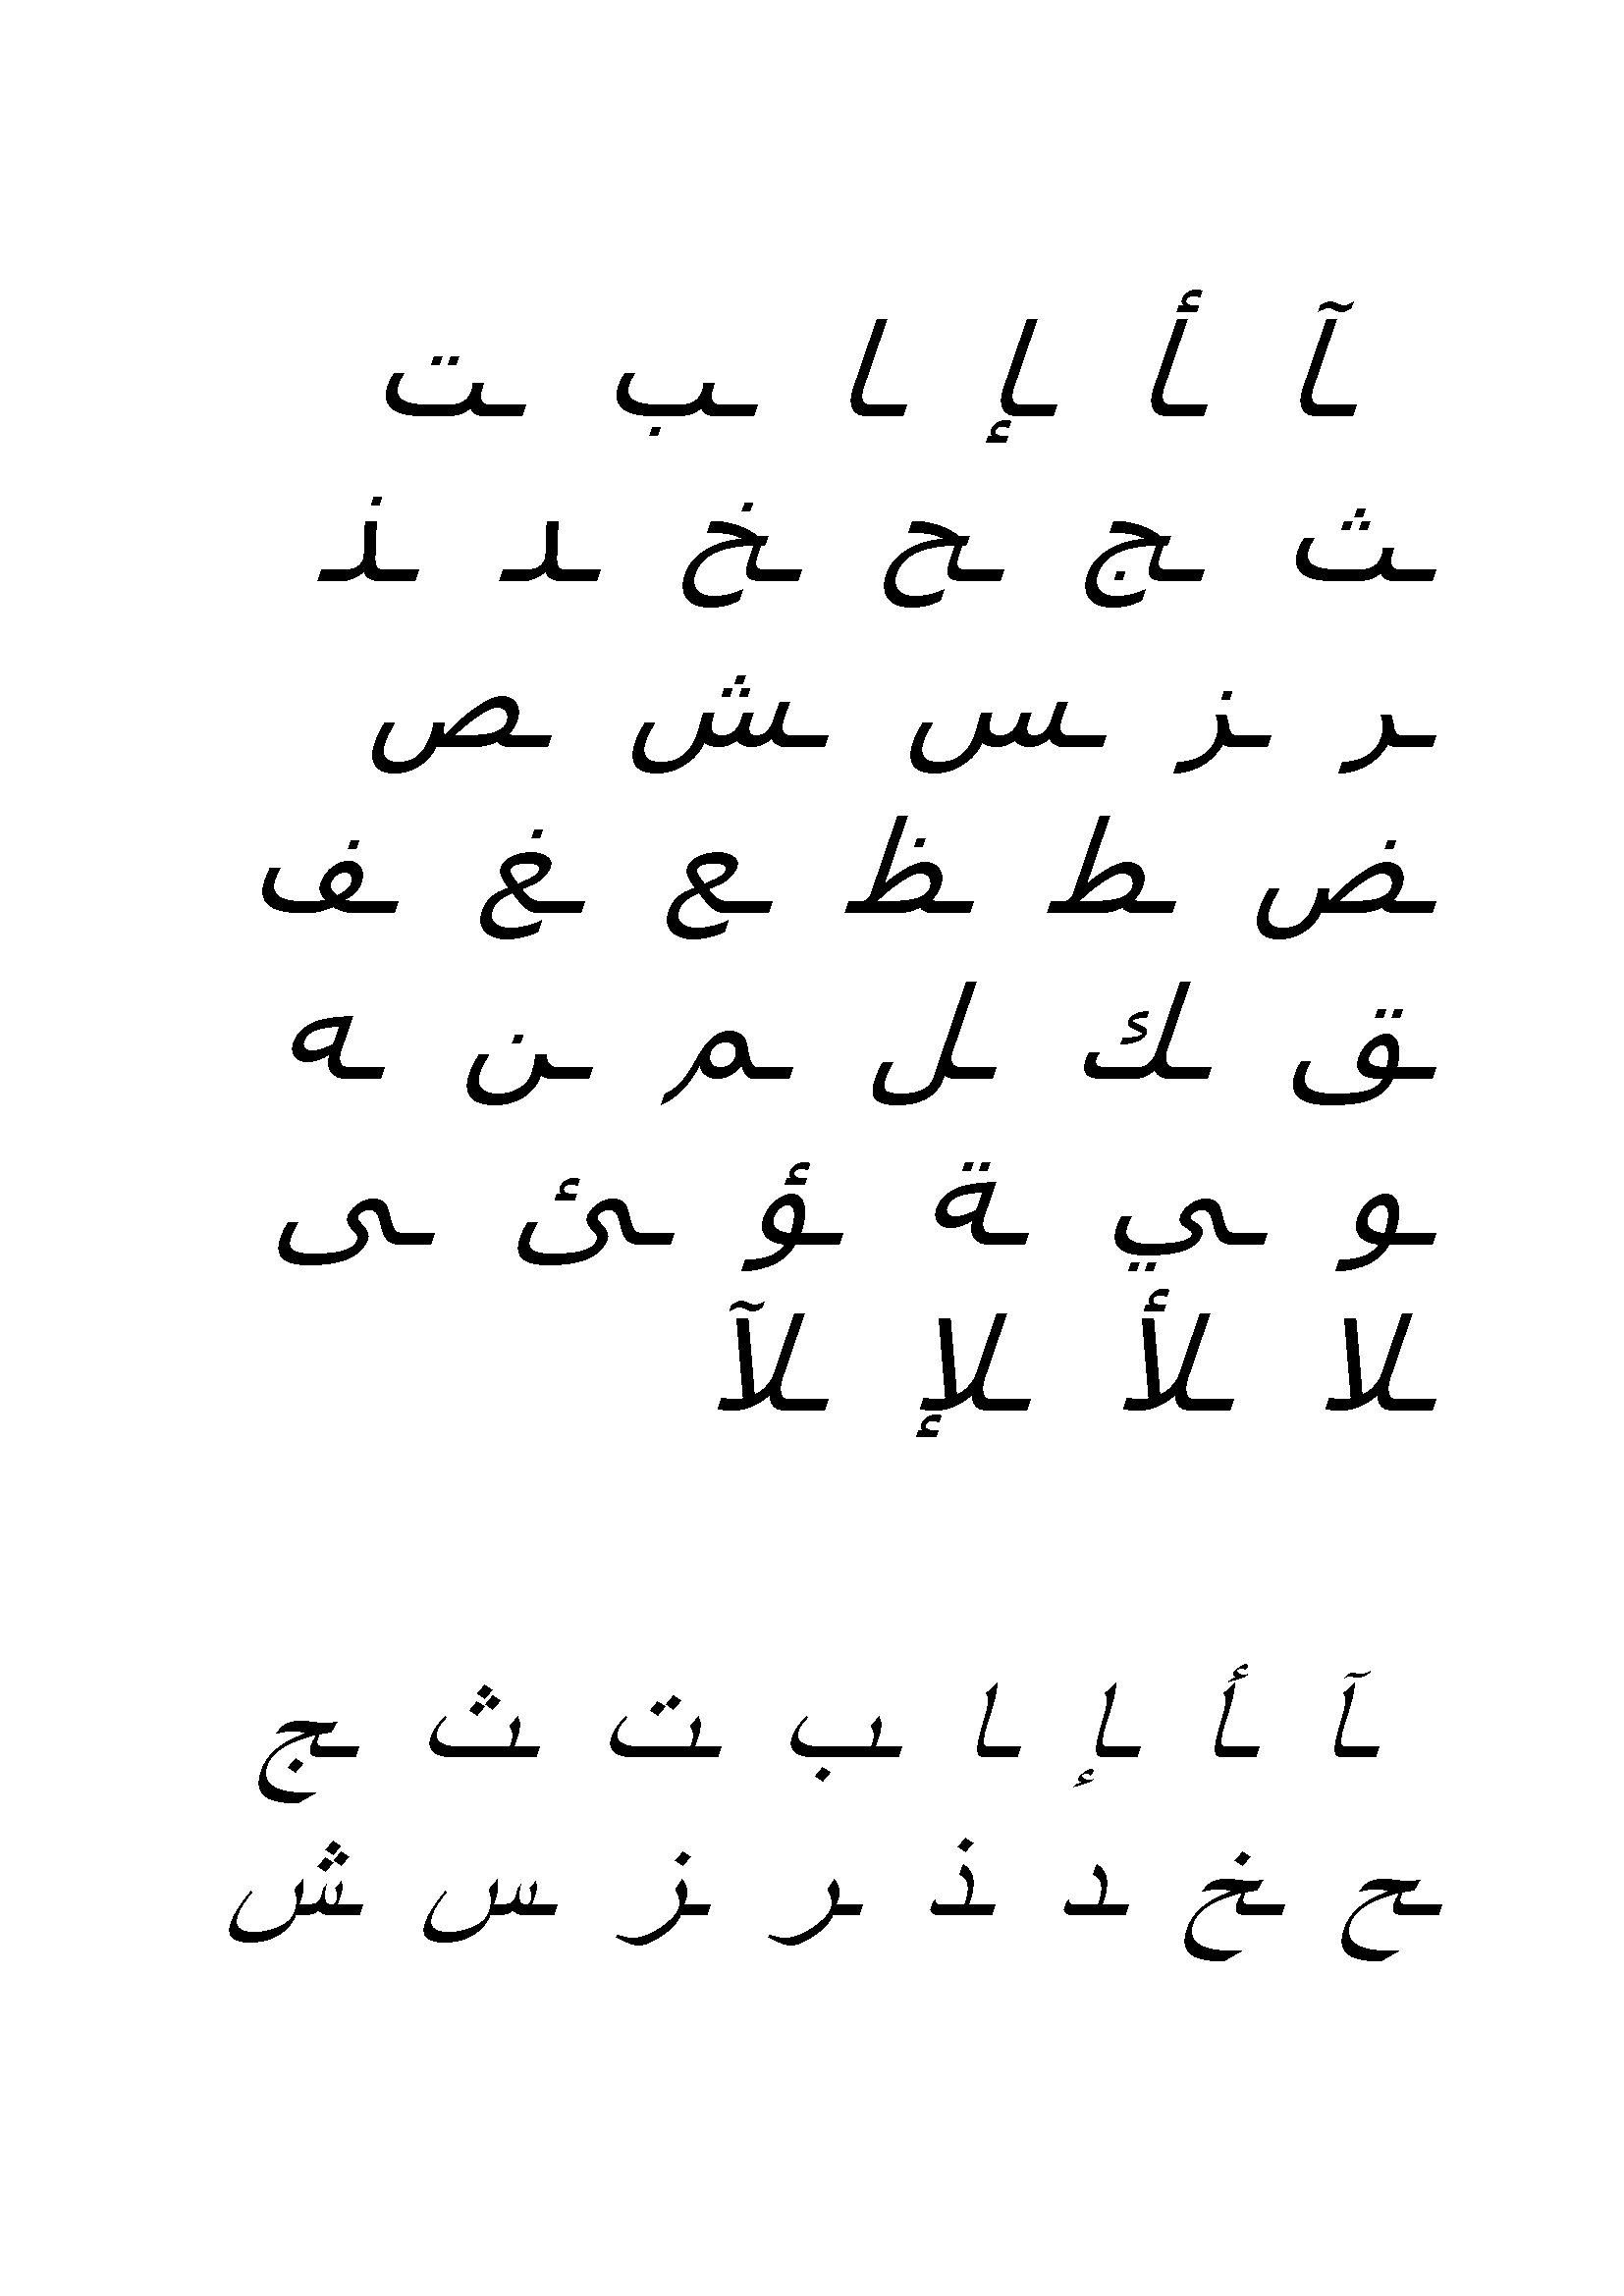 ـآ ـأ ـإ ـا ـب ـت
ـث ـج ـح ـخ ـد ـذ
ـر ـز ـس ـش ـص
ـض ـط ـظ ـع ـغ ـف
ـق ـك ـل ـم ـن ـه
ـو ـي ـة ـؤ ـئ ـى
ـلا ـلأ ـلإ ـلآ
ـآ ـأ ـإ ـا ـب ـت ـث ـج
ـح ـخ ـد ـذ ـر ـز ـس ـش